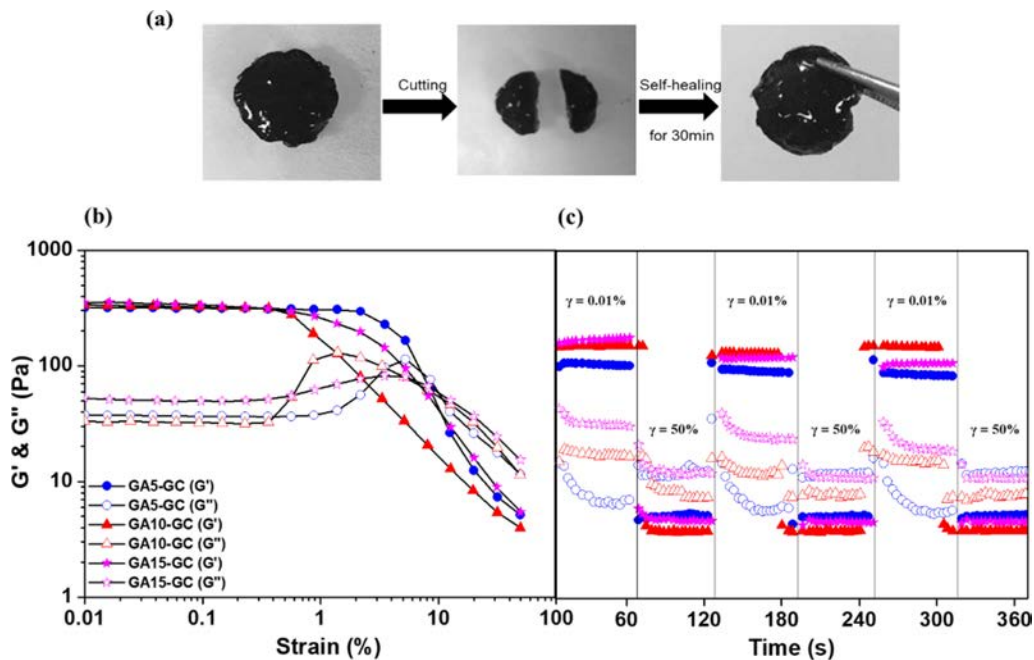 (a)
Cutting
Self-healing
for 30min
(b)
(c)
G' & G" (Pa)
1000
100
10
1
0.01
0.1
1
10
100
Strain (%)
GA5-GC (G')
GA5-GC (G")
GA10-GC (G')
GA10-GC (G")
GA15-GC (G')
GA15-GC (G")
γ = 0.01%
γ = 50%
γ = 0.01%
γ = 50%
γ = 0.01%
γ = 50%
60
120
180
240
300
360
Time (s)